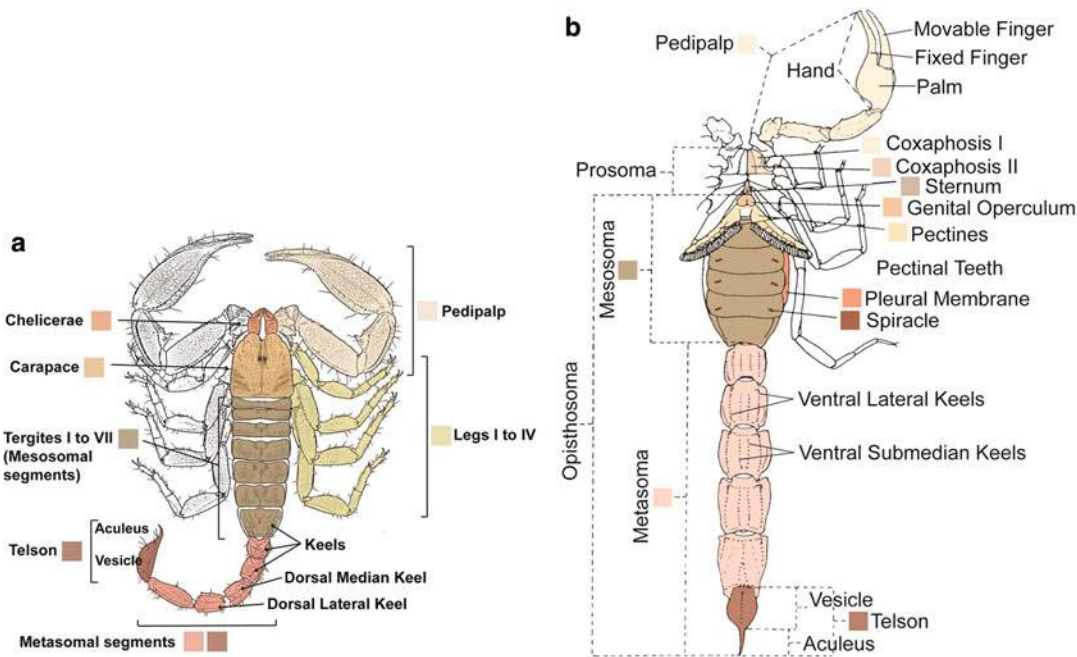 a
Chelicerae
Carapace
Tergites I to VII
(Mesosomal
segments)
Telson
Aculeus
Vesicle
Metasomal segments
Pedipalp
Legs I to IV
Keels
Dorsal Median Keel
Dorsal Lateral Keel
b
Pedipalp
Hand
Movable Finger
Fixed Finger
Palm
Prosoma
Coxaphosis I
Coxaphosis II
Sternum
Genital Operculum
Pectines
Pectinal Teeth
Pleural Membrane
Spiracle
Mesosoma
Opisthosoma
Metasoma
Ventral Lateral Keels
Ventral Submedian Keels
Vesicle
Telson
Aculeus